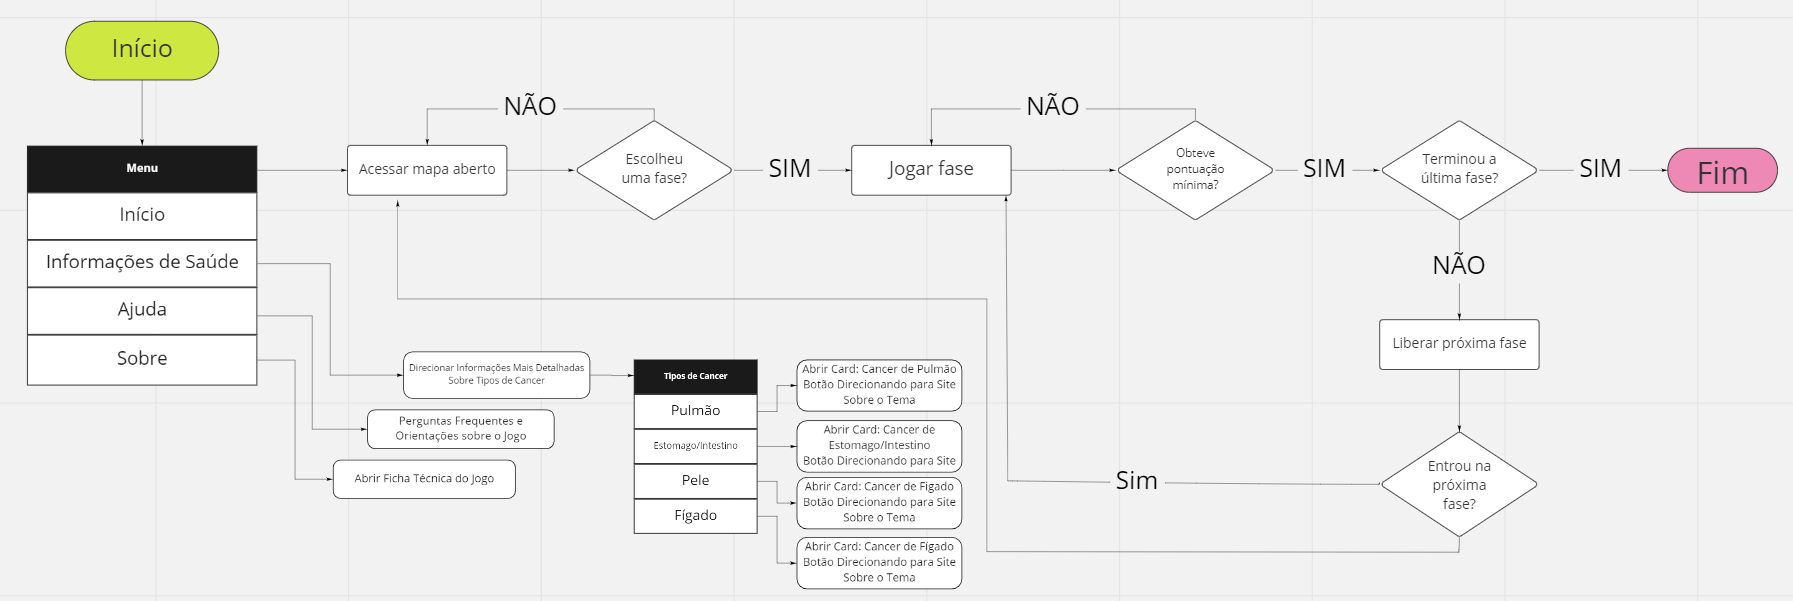 Início
Menu
Início
Informações de Saúde
Ajuda
Sobre
Acessar mapa aberto
NÃO
Escolheu
uma fase?
SIM
Jogar fase
NÃO
Obteve
pontuação
mínima?
SIM
Terminou a
última fase?
SIM
Fim
NÃO
Liberar próxima fase
Entrou na
próxima
fase?
Sim
Direcionar Informações Mais Detalhadas
Sobre Tipos de Cancer
Perguntas Frequentes e
Orientações sobre o Jogo
Abrir Ficha Técnica do Jogo
Tipos de Cancer
Pulmão
Estomago/Intestino
Pele
Fígado
Abrir Card: Cancer de Pulmão
Botão Direcionando para Site
Sobre o Tema
Abrir Card: Cancer de
Estomago/Intestino
Botão Direcionando para Site
Abrir Card: Cancer de Figado
Botão Direcionando para Site
Sobre o Tema
Abrir Card: Cancer de Fígado
Botão Direcionando para Site
Sobre o Tema